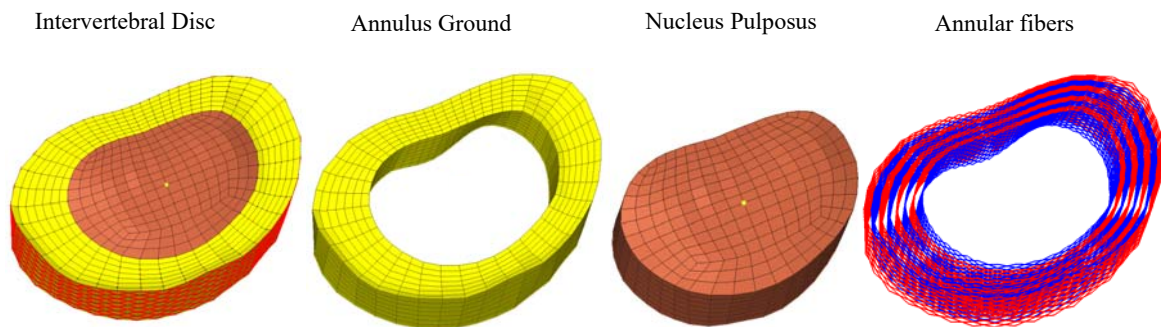 Intervertebral Disc
Annulus Ground
Nucleus Pulposus
Annular fibers